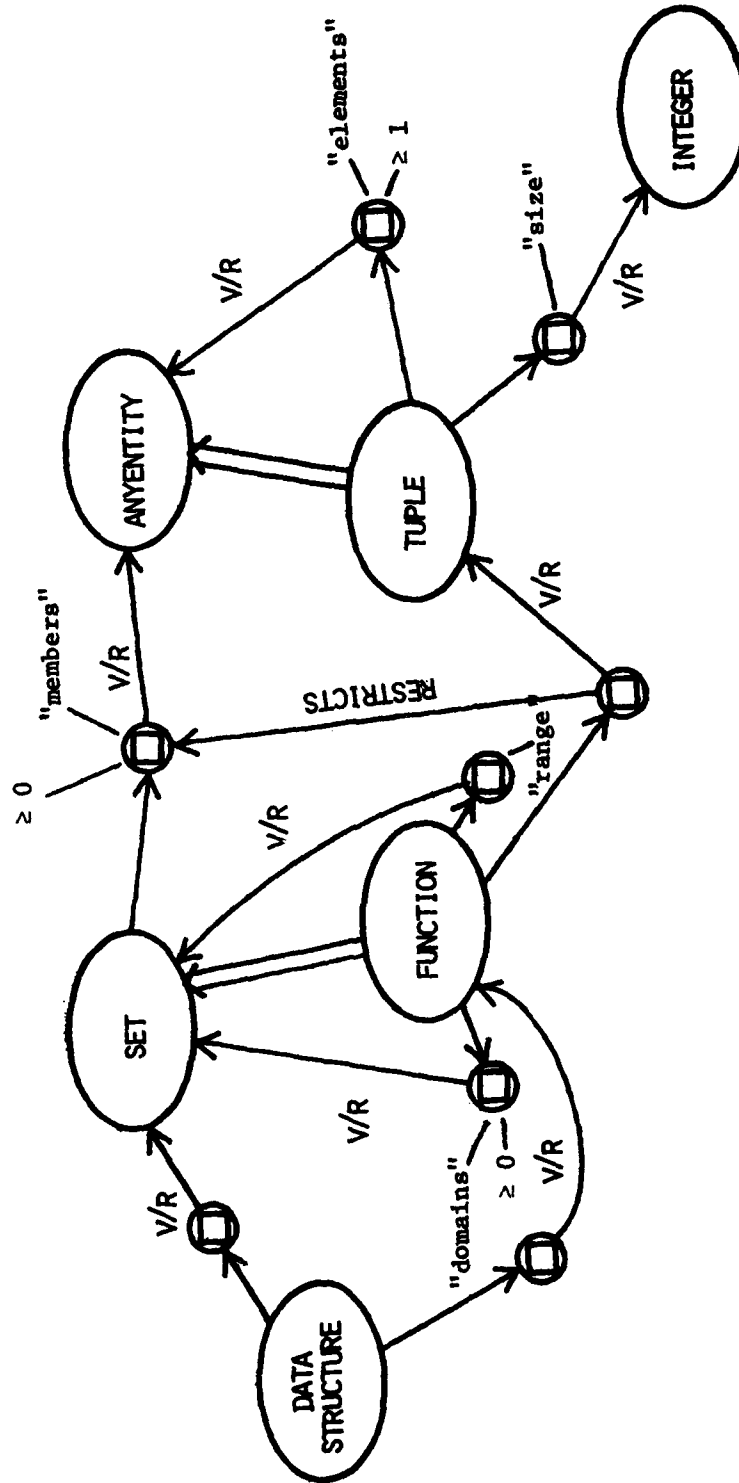 ≥ 0
"members"
V/R
SET
ANYENTITY
V/R
"elements"
≥ 1
V/R
V/R
V/R
RESTRICTS
DATA
STRUCTURE
FUNCTION
"range"
TUPLE
"domains"
≥ 0
V/R
V/R
"size"
V/R
INTEGER